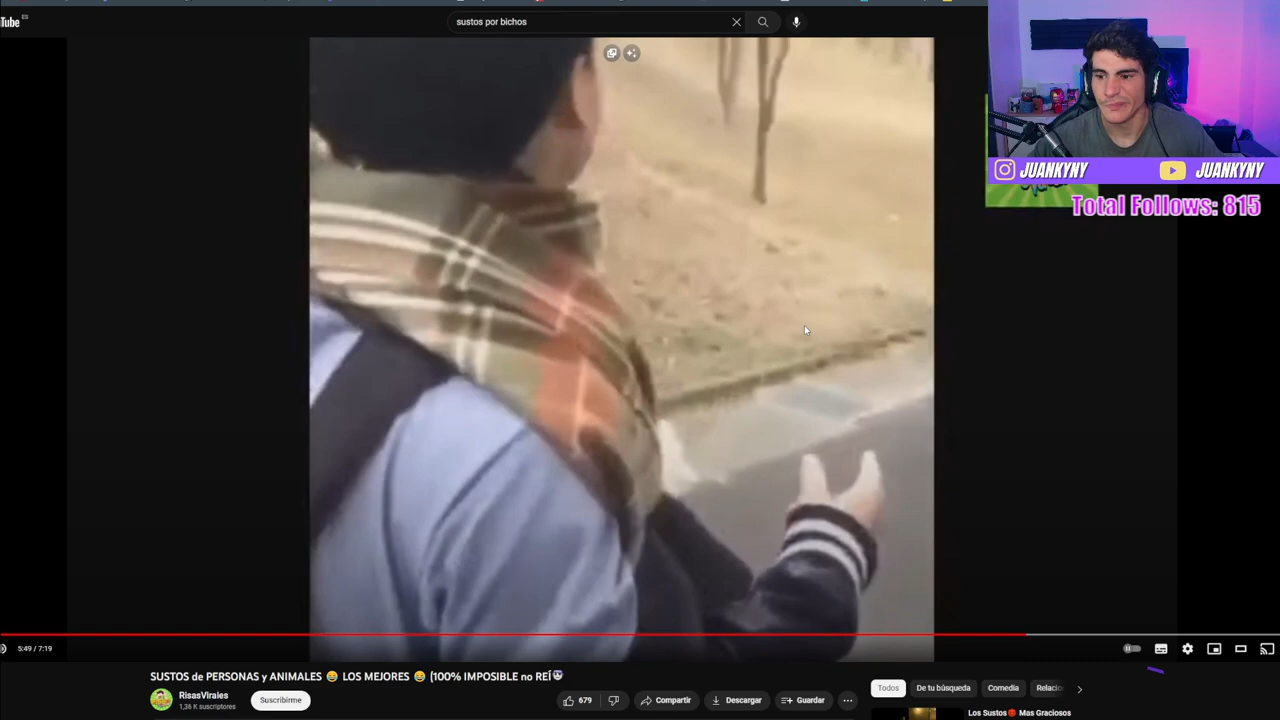 Tube ES
sustos por bichos
JUANKYNY
JUANKYNY
Total Follows: 815
5:49 / 7:19
SUSTOS de PERSONAS y ANIMALES 😂 LOS MEJORES 😂 (100% IMPOSIBLE no REÍ
RisasVirales
1,36 K suscriptores
Suscribirme
679
Compartir
Descargar
Guardar
Todos
De tu búsqueda
Comedia
Relacio
Los Sustos🔴 Mas Graciosos